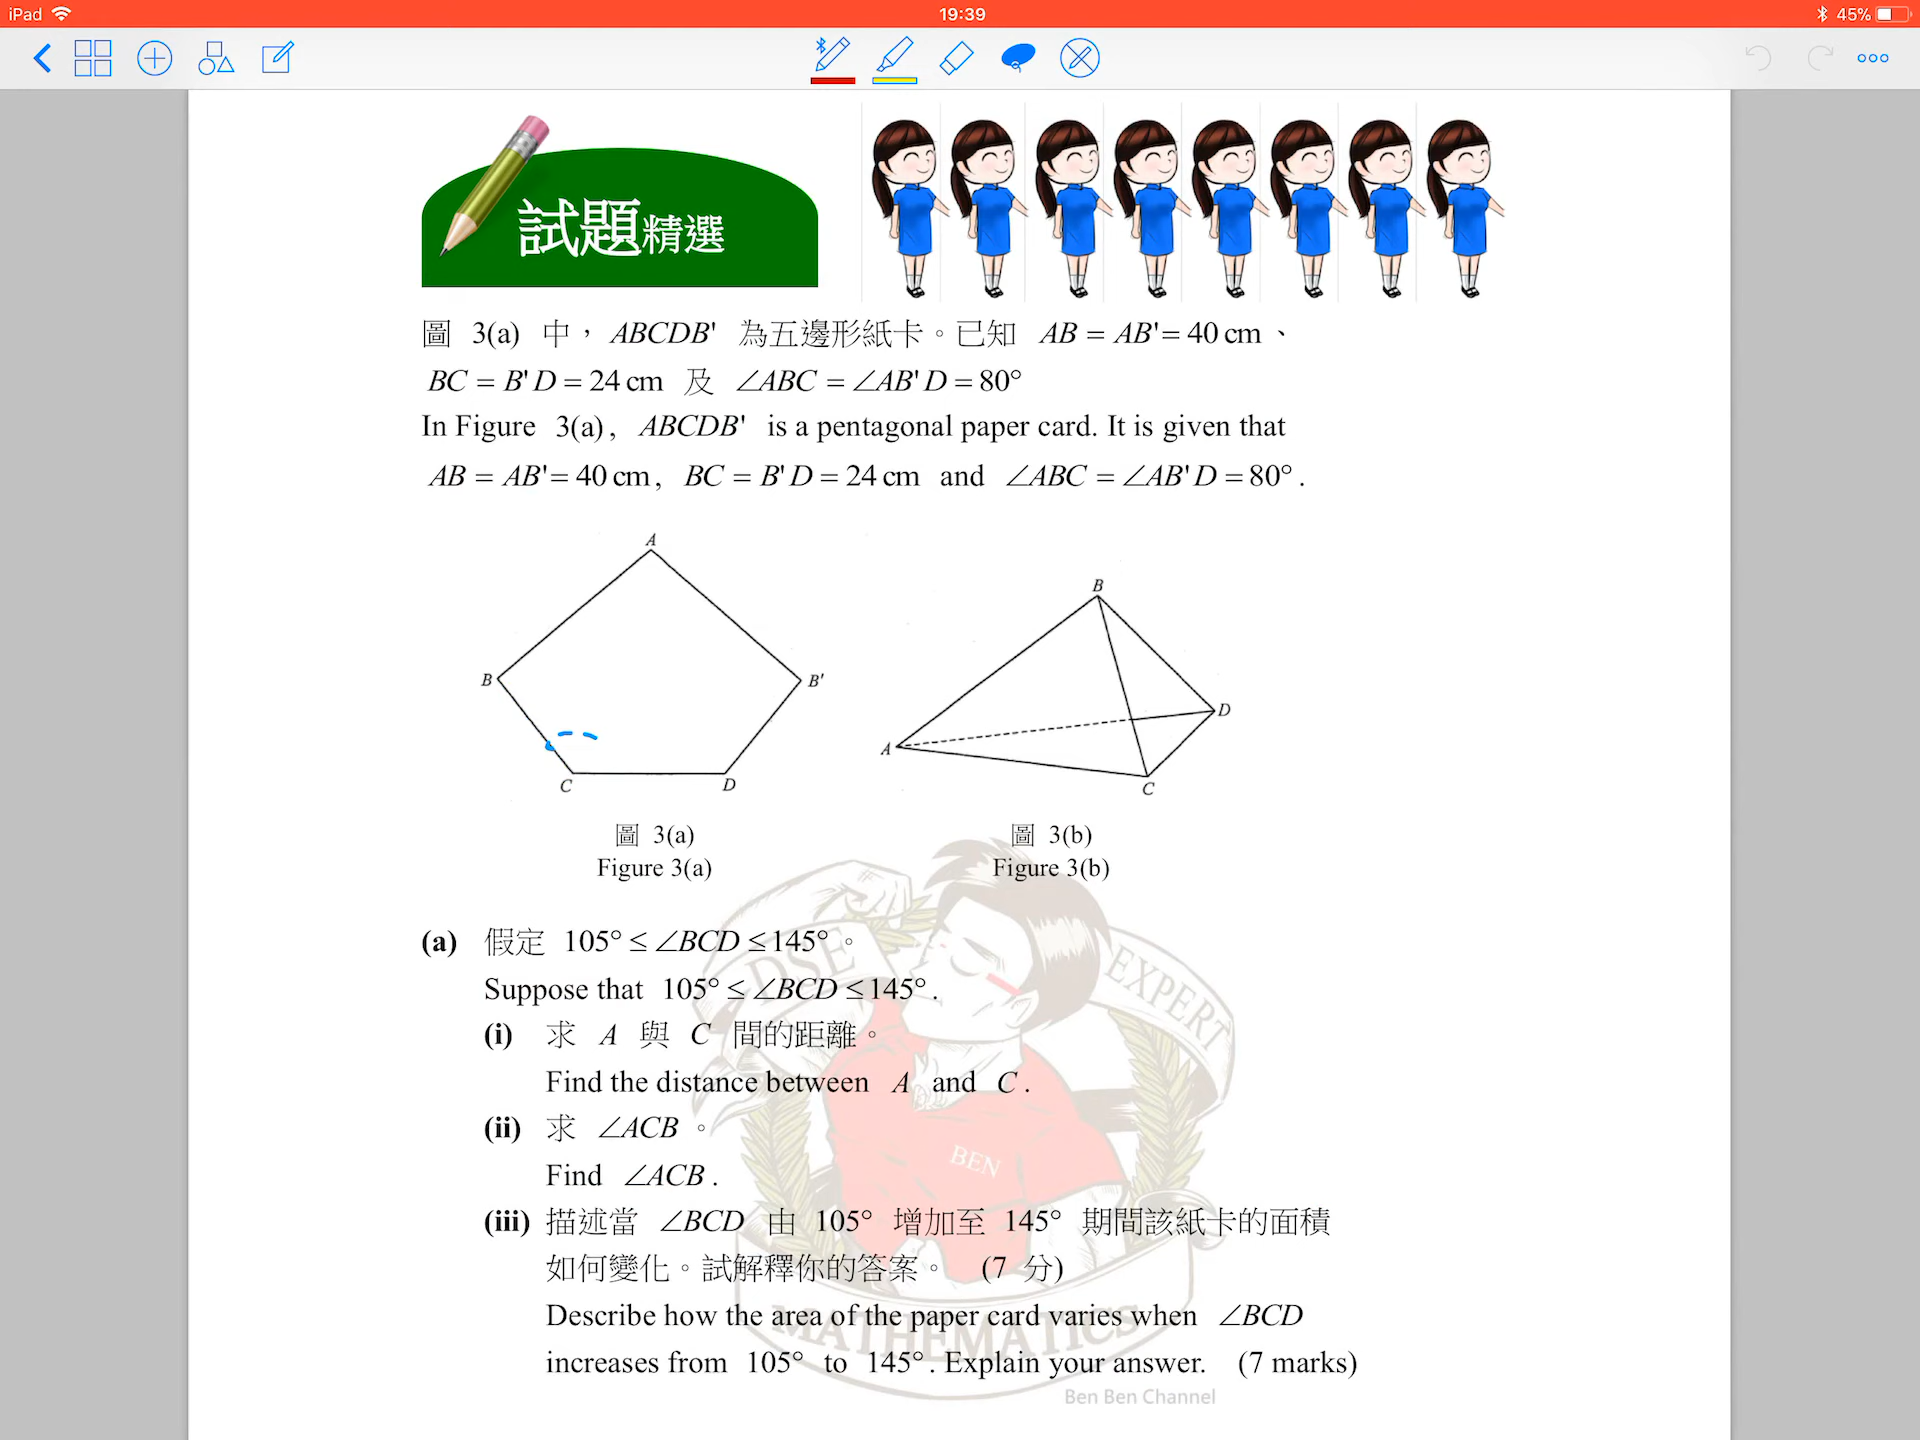 iPad
19:39
45%
試題精選
圖 3(a) 中， ABCDB' 為五邊形紙卡。已知 AB = AB' = 40 cm 、
BC = B'D = 24 cm 及 ∠ABC = ∠AB'D = 80°
In Figure 3(a), ABCDB' is a pentagonal paper card. It is given that
AB = AB' = 40 cm, BC = B'D = 24 cm and ∠ABC = ∠AB'D = 80°.
A
B
B'
C
D
B
D
A
C
圖 3(a)
Figure 3(a)
圖 3(b)
Figure 3(b)
(a) 假定 105° ≤ ∠BCD ≤ 145° 。
Suppose that 105° ≤ ∠BCD ≤ 145°.
(i) 求 A 與 C 間的距離。
Find the distance between A and C.
(ii) 求 ∠ACB 。
Find ∠ACB.
(iii) 描述當 ∠BCD 由 105° 增加至 145° 期間該紙卡的面積
如何變化。試解釋你的答案。 (7 分)
Describe how the area of the paper card varies when ∠BCD
increases from 105° to 145°. Explain your answer. (7 marks)
DSE
EXPERT
BEN
MATHEMATICS
Ben Ben Channel